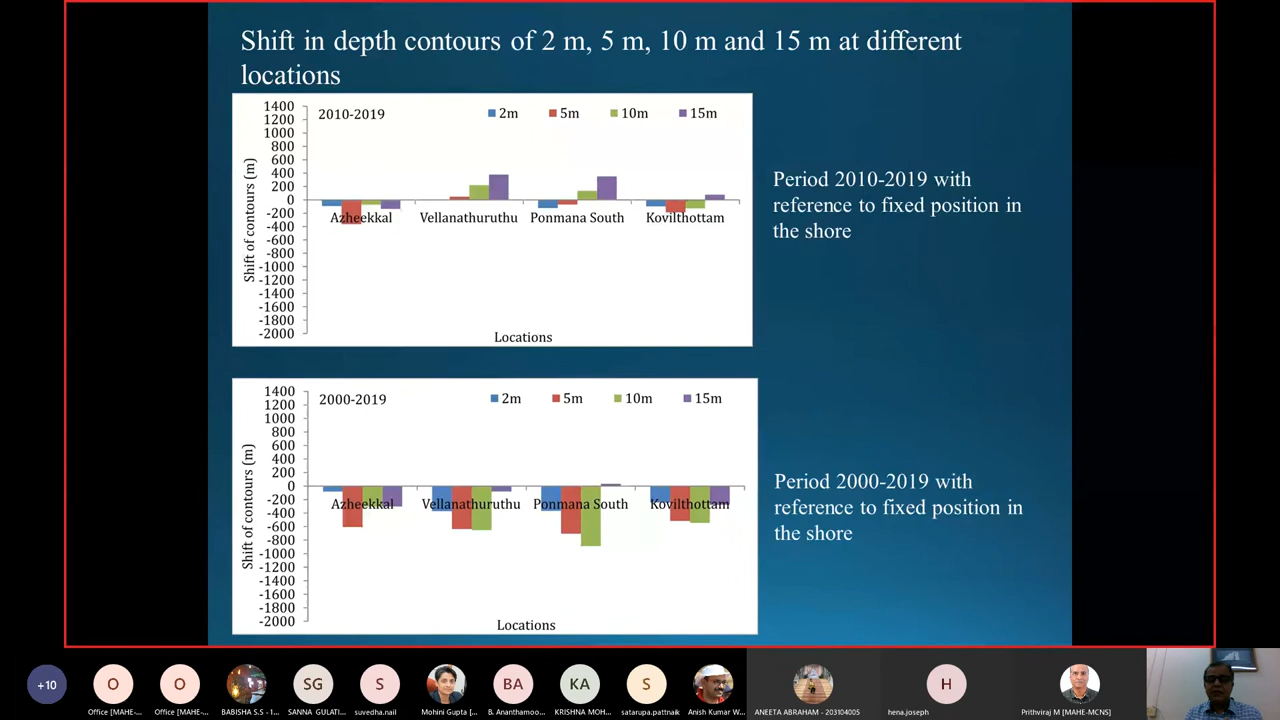 Shift in depth contours of 2 m, 5 m, 10 m and 15 m at different
locations
2010-2019
2m 5m 10m 15m
1400
1200
1000
800
600
400
200
0
-200
-400
-600
-800
-1000
-1200
-1400
-1600
-1800
-2000
Shift of contours (m)
Azheekkal Vellanathuruthu Ponmana South Kovilthottam
Locations
Period 2010-2019 with
reference to fixed position in
the shore
2000-2019
2m 5m 10m 15m
1400
1200
1000
800
600
400
200
0
-200
-400
-600
-800
-1000
-1200
-1400
-1600
-1800
-2000
Shift of contours (m)
Azheekkal Vellanathuruthu Ponmana South Kovilthottam
Locations
Period 2000-2019 with
reference to fixed position in
the shore
+10 O O SG S BA KA S H
Office [MAHE-... Office [MAHE-... BABISHA S.S - 1... SANNA GULATI... suvedha.nail Mohini Gupta [... B. Ananthamoo... KRISHNA MOH... satarupa.pattnaik Anish Kumar W... ANEETA ABRAHAM - 203104005 hena.joseph Prithviraj M [MAHE-MCNS]